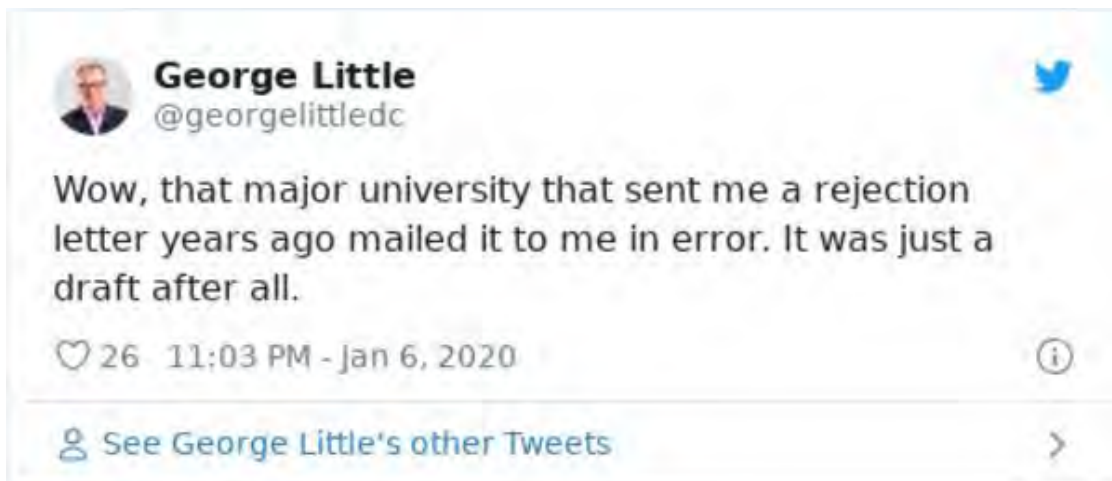 George Little
@georgelittledc
Wow, that major university that sent me a rejection
letter years ago mailed it to me in error. It was just a
draft after all.
26 11:03 PM - Jan 6, 2020
See George Little's other Tweets